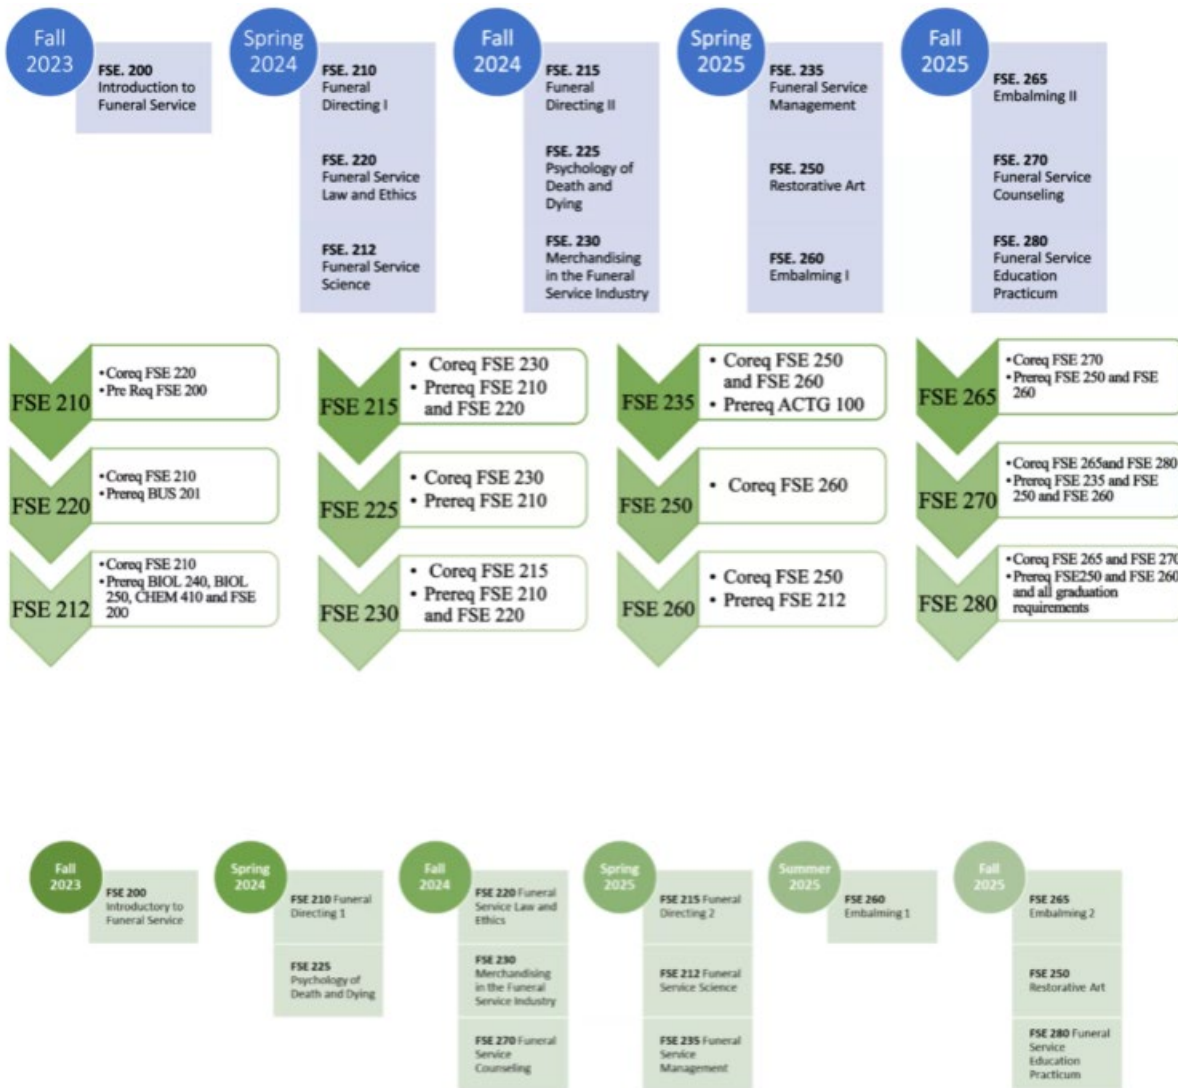 Fall
2023
FSE. 200
Introduction to
Funeral Service
Spring
2024
FSE. 210
Funeral
Directing I
FSE. 220
Funeral Service
Law and Ethics
FSE. 212
Funeral Service
Science
Fall
2024
FSE. 215
Funeral
Directing II
FSE. 225
Psychology of
Death and
Dying
FSE. 230
Merchandising
in the Funeral
Service Industry
Spring
2025
FSE. 235
Funeral Service
Management
FSE. 250
Restorative Art
FSE. 260
Embalming I
Fall
2025
FSE. 265
Embalming II
FSE. 270
Funeral Service
Counseling
FSE. 280
Funeral Service
Education
Practicum
FSE 210
•Coreq FSE 220
•Pre Req FSE 200
FSE 220
•Coreq FSE 210
•Prereq BUS 201
FSE 212
•Coreq FSE 210
•Prereq BIOL 240, BIOL
250, CHEM 410 and FSE
200
FSE 215
• Coreq FSE 230
• Prereq FSE 210
and FSE 220
FSE 225
• Coreq FSE 230
• Prereq FSE 210
FSE 230
• Coreq FSE 215
• Prereq FSE 210
and FSE 220
FSE 235
• Coreq FSE 250
and FSE 260
• Prereq ACTG 100
FSE 250
• Coreq FSE 260
FSE 260
• Coreq FSE 250
• Prereq FSE 212
FSE 265
•Coreq FSE 270
•Prereq FSE 250 and FSE
260
FSE 270
•Coreq FSE 265and FSE 280
•Prereq FSE 235 and FSE
250 and FSE 260
FSE 280
•Coreq FSE 265 and FSE 270
•Prereq FSE250 and FSE 260
and all graduation
requirements
Fall
2023
FSE 200
Introductory to
Funeral Service
Spring
2024
FSE 210 Funeral
Directing 1
FSE 225
Psychology of
Death and Dying
Fall
2024
FSE 220 Funeral
Service Law and
Ethics
FSE 230
Merchandising
in the Funeral
Service Industry
FSE 270 Funeral
Service
Counseling
Spring
2025
FSE 215 Funeral
Directing 2
FSE 212 Funeral
Service Science
FSE 235 Funeral
Service
Management
Summer
2025
FSE 260
Embalming 1
Fall
2025
FSE 265
Embalming 2
FSE 250
Restorative Art
FSE 280 Funeral
Service
Education
Practicum